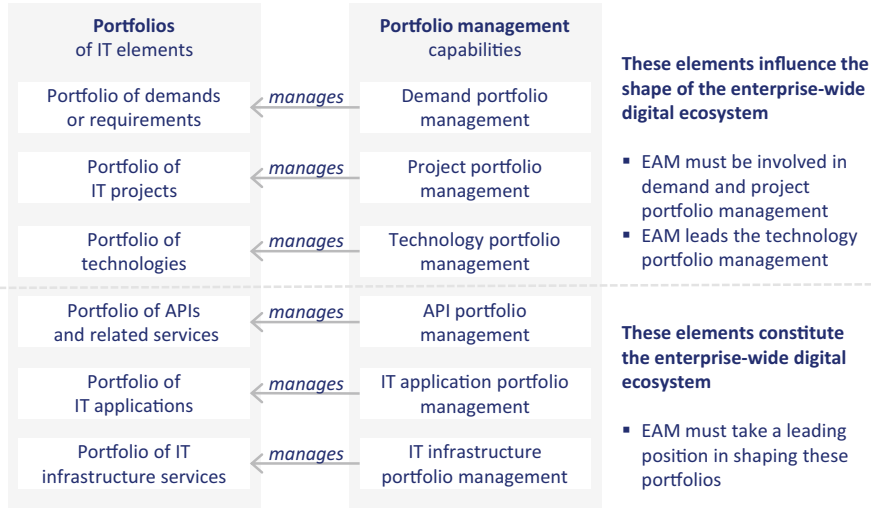 Portfolios
of IT elements
Portfolio management
capabilities
Portfolio of demands
or requirements
manages
Demand portfolio
management
Portfolio of
IT projects
manages
Project portfolio
management
Portfolio of
technologies
manages
Technology portfolio
management
These elements influence the
shape of the enterprise-wide
digital ecosystem
▪ EAM must be involved in
demand and project
portfolio management
▪ EAM leads the technology
portfolio management
Portfolio of APIs
and related services
manages
API portfolio
management
Portfolio of
IT applications
manages
IT application portfolio
management
Portfolio of IT
infrastructure services
manages
IT infrastructure
portfolio management
These elements constitute
the enterprise-wide digital
ecosystem
▪ EAM must take a leading
position in shaping these
portfolios